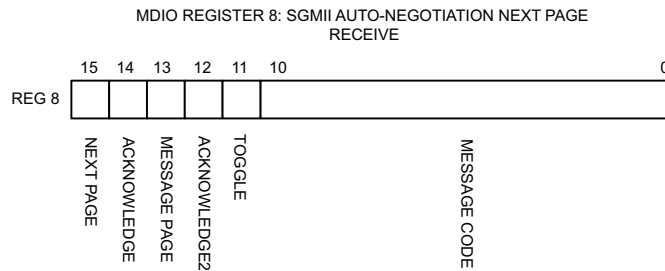 MDIO REGISTER 8: SGMII AUTO-NEGOTIATION NEXT PAGE
RECEIVE
15 14 13 12 11 10 0
REG 8
NEXT PAGE
ACKNOWLEDGE
MESSAGE PAGE
ACKNOWLEDGE2
TOGGLE
MESSAGE CODE